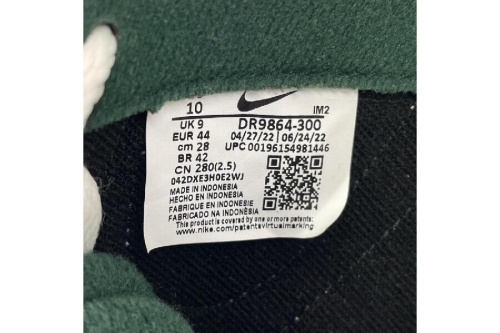 10 IM2
UK 9 DR9864-300
EUR 44 04/27/22 06/24/22
cm 28 UPC 00196154981446
BR 42
CN 280(2.5)
042DXE3H0E2WJ
MADE IN INDONESIA
HECHO EN INDONESIA
FABRIQUE EN INDONESIE
FABRICADO NA INDONÉSIA
This product is covered by one or more patents:
www.nike.com/patentsvirtualmarking